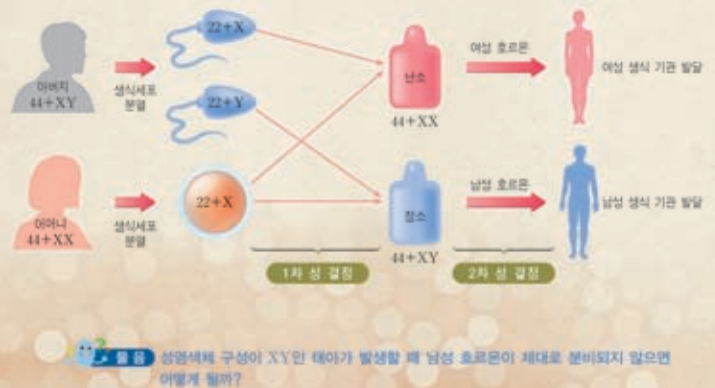 22+X
아버지
44+XY
생식세포
분열
22+Y
난소
44+XX
여성 호르몬
여성 생식 기관 발달
어머니
44+XX
생식세포
분열
22+X
정소
44+XY
남성 호르몬
남성 생식 기관 발달
1차 성 결정
2차 성 결정
물음 성염색체 구성이 XY인 태아가 발생할 때 남성 호르몬이 제대로 분비되지 않으면
어떻게 될까?